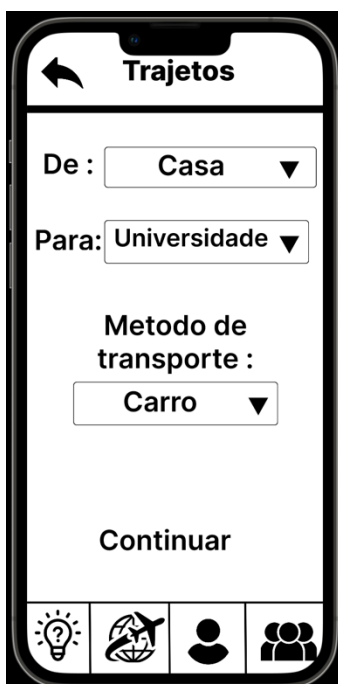 Trajetos
De : Casa
Para: Universidade
Metodo de
transporte :
Carro
Continuar